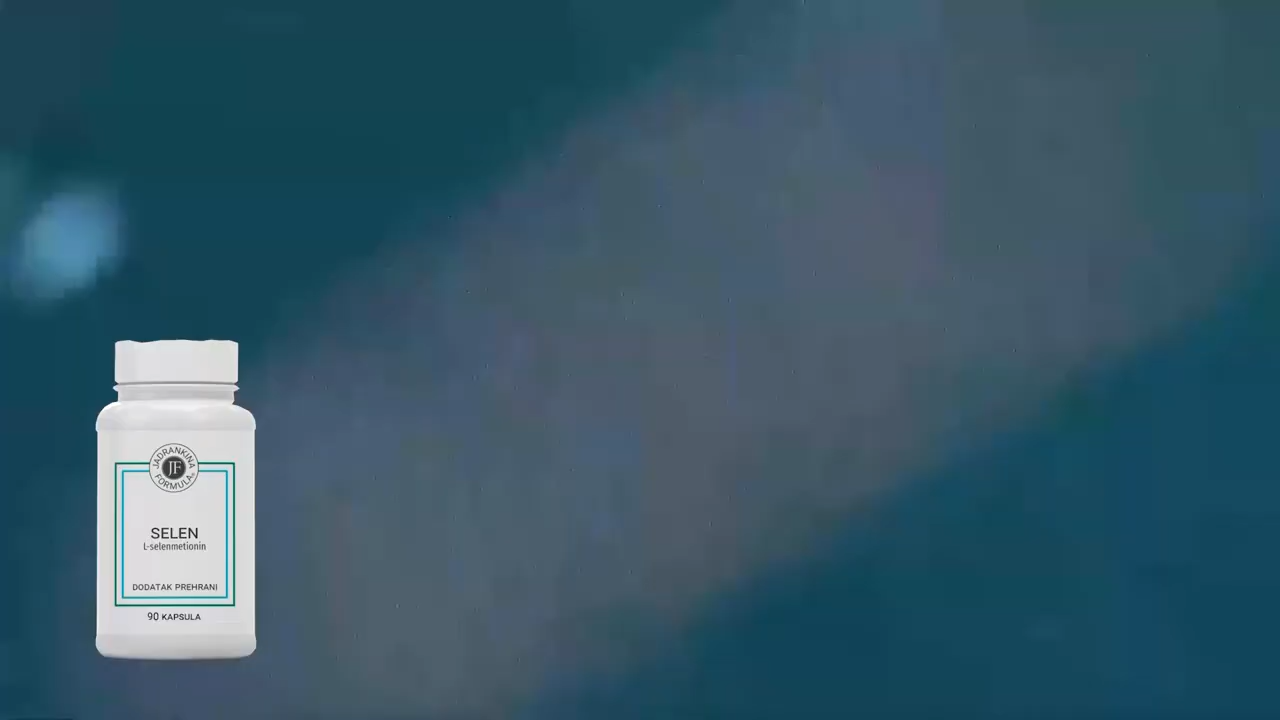 JADRANKINA
JF
FORMULA
SELEN
L-selenmetionin
DODATAK PREHRANI
90 KAPSULA